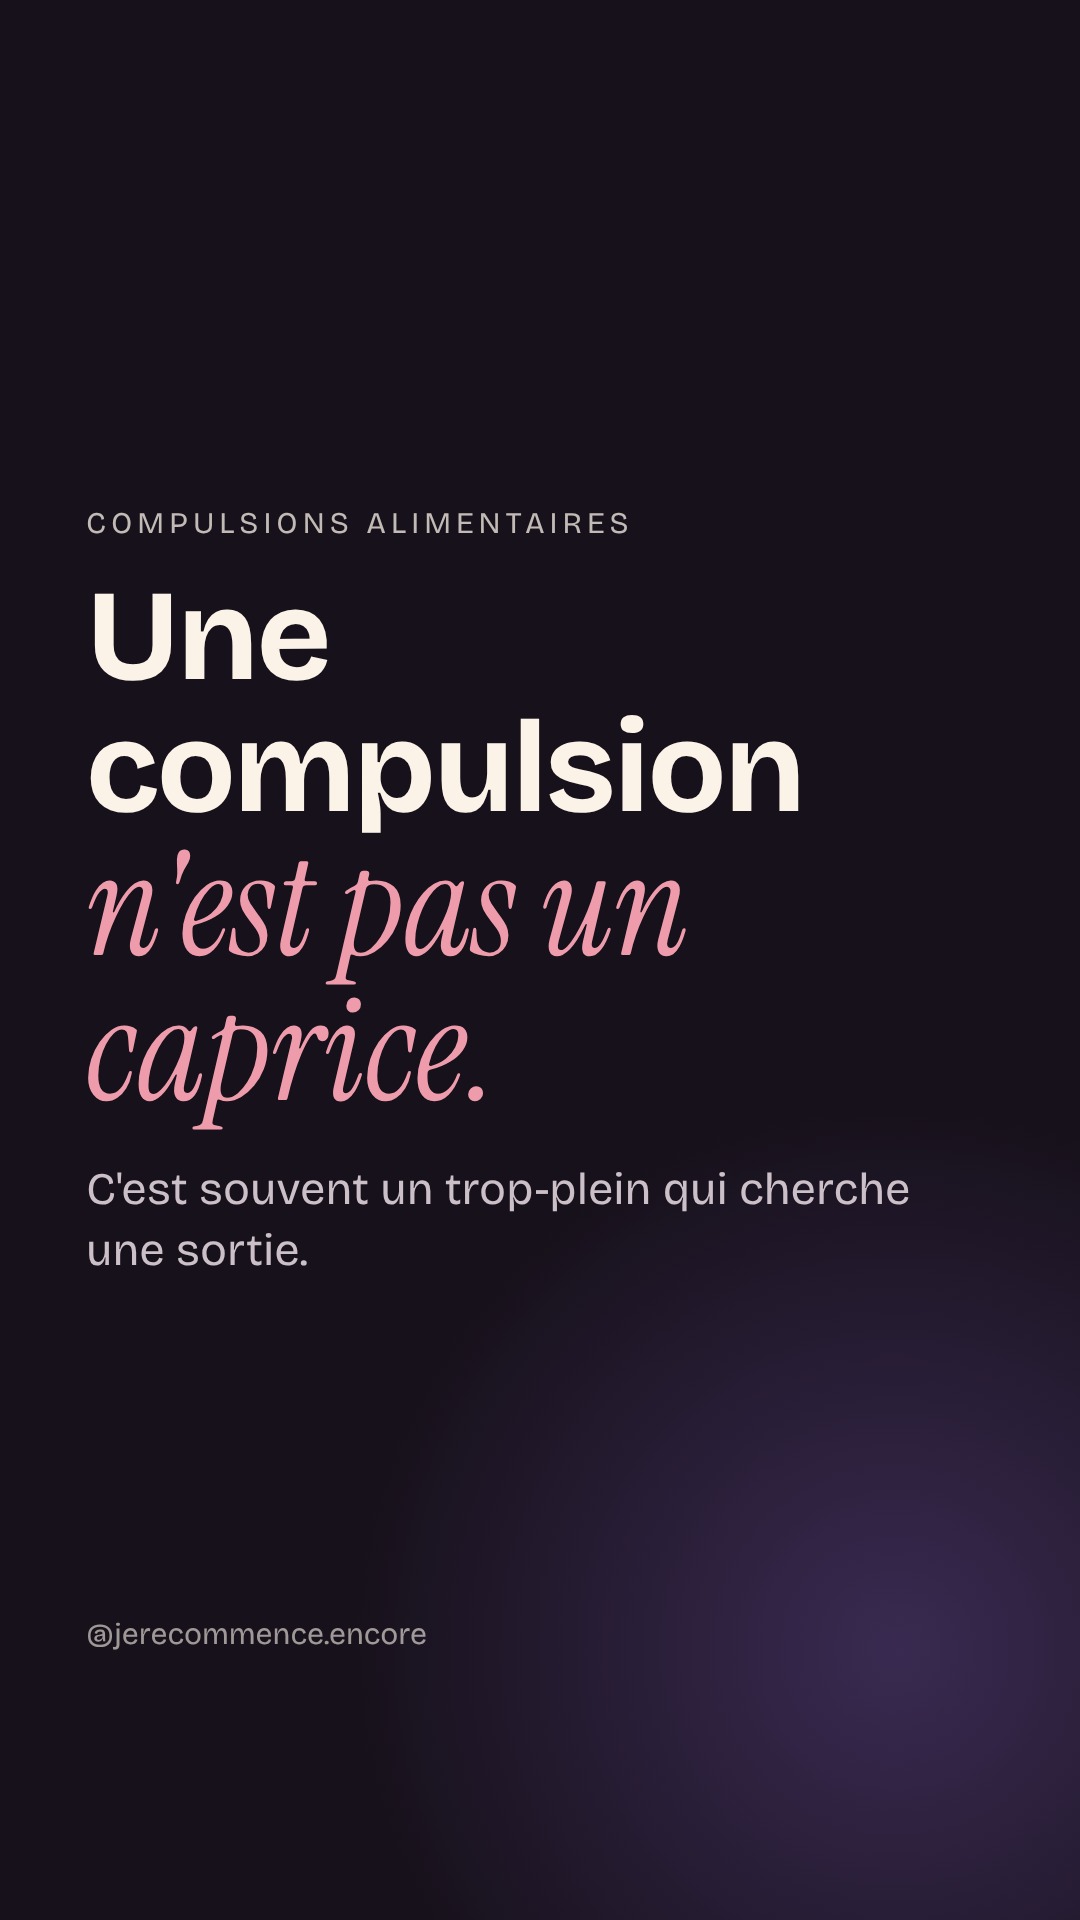 COMPULSIONS ALIMENTAIRES
Une
compulsion
n'est pas un
caprice.
C'est souvent un trop-plein qui cherche
une sortie.
@jerecommence.encore